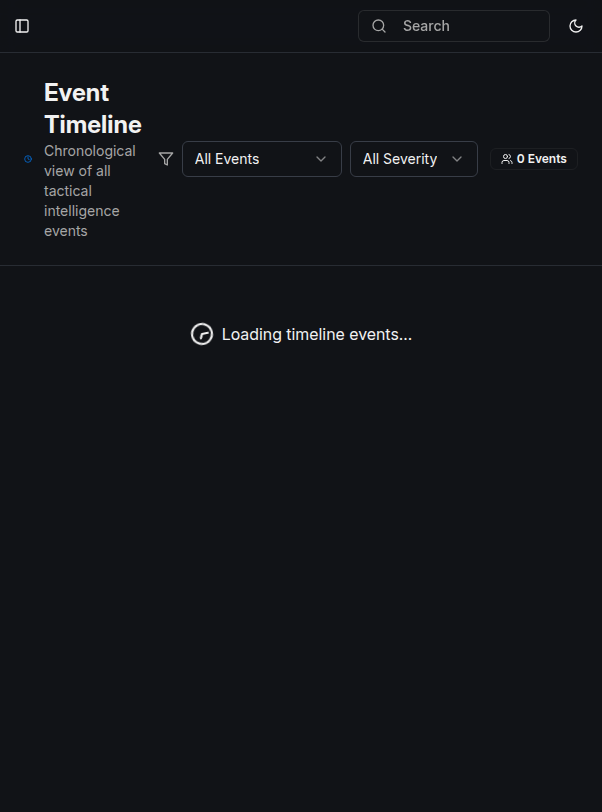 Search
Event
Timeline
Chronological
view of all
tactical
intelligence
events
All Events
All Severity
0 Events
Loading timeline events...